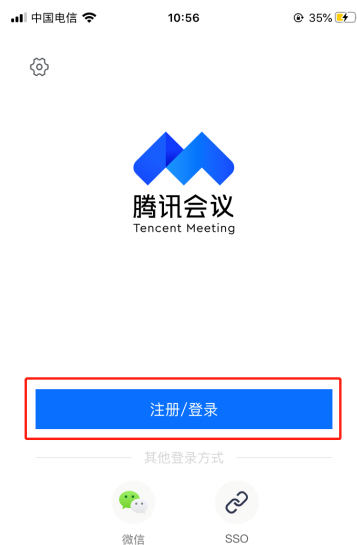 中国电信 10:56 35%
腾讯会议
Tencent Meeting
注册/登录
其他登录方式
微信 SSO